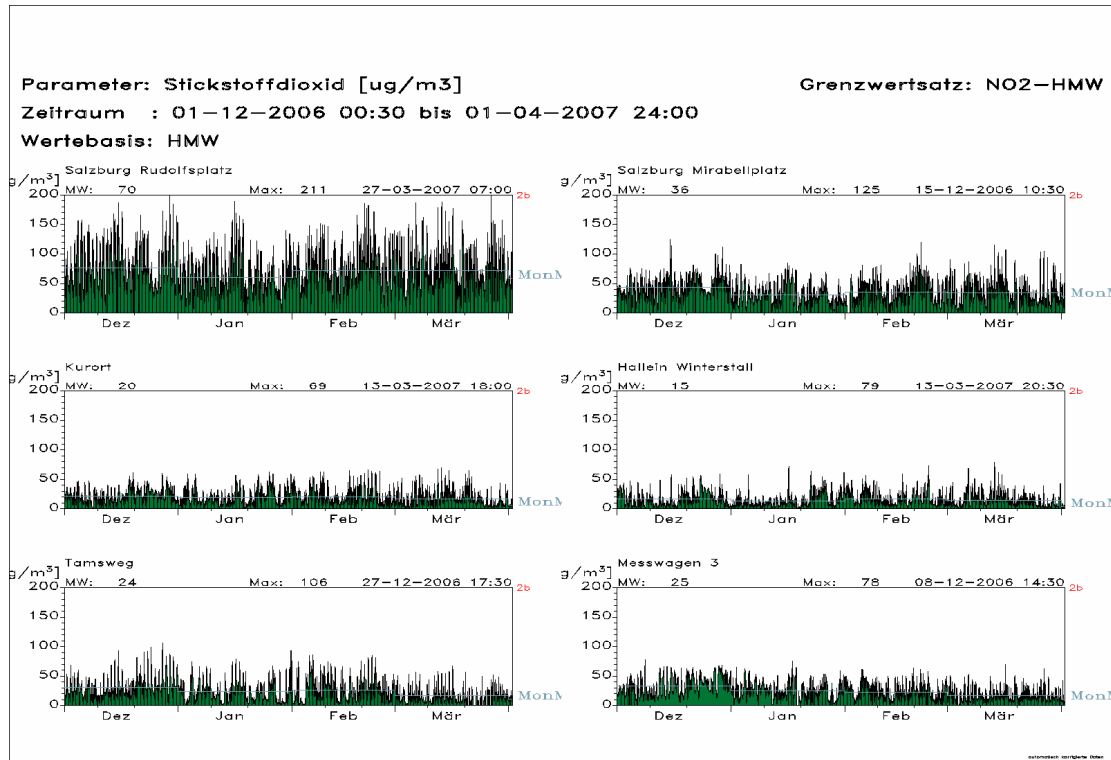 Parameter: Stickstoffdioxid [ug/m3] Grenzwertsatz: NO2-HMW
Zeitraum : 01-12-2006 00:30 bis 01-04-2007 24:00
Wertebasis: HMW
Salzburg Rudolfsplatz
g/m³] MW: 70 Max: 211 27-03-2007 07:00 2b
200
150
100
50 MonM
0
Dez Jan Feb Mär
Salzburg Mirabellplatz
g/m³] MW: 36 Max: 125 15-12-2006 10:30 2b
200
150
100
50 MonM
0
Dez Jan Feb Mär
Kurort
g/m³] MW: 20 Max: 69 13-03-2007 18:00 2b
200
150
100
50
0 MonM
Dez Jan Feb Mär
Hallein Winterstall
g/m³] MW: 15 Max: 79 13-03-2007 20:30 2b
200
150
100
50
0 MonM
Dez Jan Feb Mär
Tamsweg
g/m³] MW: 24 Max: 106 27-12-2006 17:30 2b
200
150
100
50
0 MonM
Dez Jan Feb Mär
Messwagen 3
g/m³] MW: 25 Max: 78 08-12-2006 14:30 2b
200
150
100
50
0 MonM
Dez Jan Feb Mär
automatisch korrigierte Daten